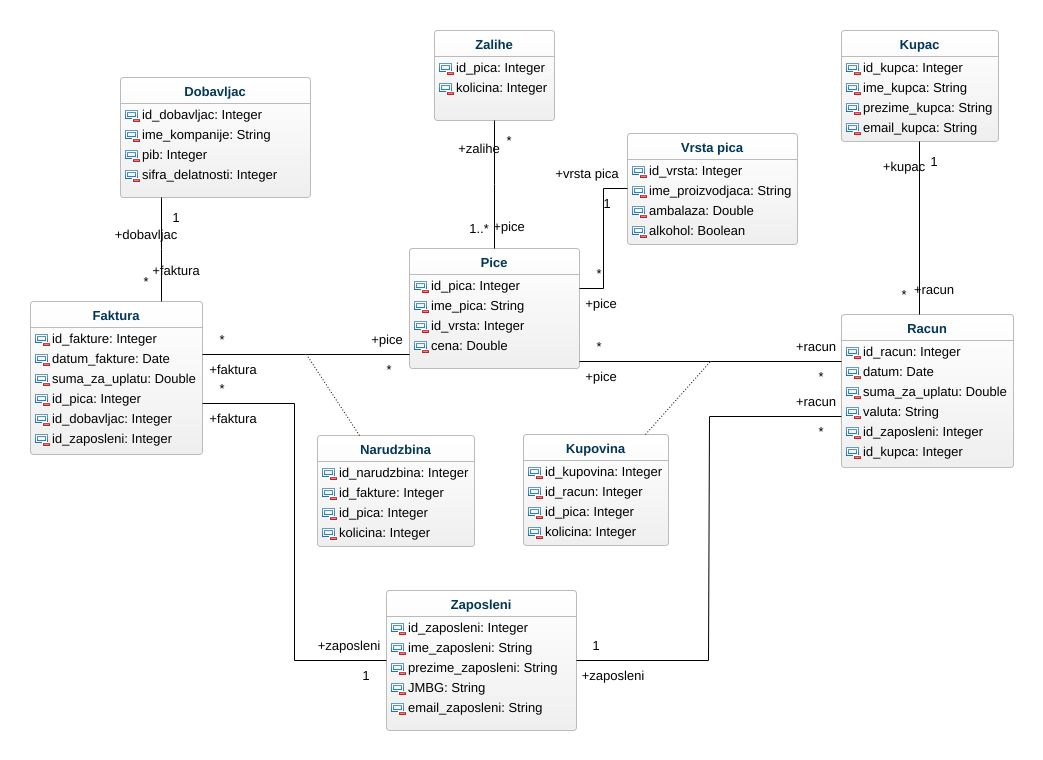 Zalihe
id_pica: Integer
kolicina: Integer
Kupac
id_kupca: Integer
ime_kupca: String
prezime_kupca: String
email_kupca: String
Dobavljac
id_dobavljac: Integer
ime_kompanije: String
pib: Integer
sifra_delatnosti: Integer
*
+zalihe
1..*
+pice
Vrsta pica
id_vrsta: Integer
ime_proizvodjaca: String
ambalaza: Double
alkohol: Boolean
+vrsta pica
1
*
+pice
+kupac
1
*
+racun
1
+dobavljac
+faktura
*
Pice
id_pica: Integer
ime_pica: String
id_vrsta: Integer
cena: Double
Faktura
id_fakture: Integer
datum_fakture: Date
suma_za_uplatu: Double
id_pica: Integer
id_dobavljac: Integer
id_zaposleni: Integer
*
+faktura
+pice
*
*
+faktura
*
+pice
+racun
*
+racun
*
Racun
id_racun: Integer
datum: Date
suma_za_uplatu: Double
valuta: String
id_zaposleni: Integer
id_kupca: Integer
Narudzbina
id_narudzbina: Integer
id_fakture: Integer
id_pica: Integer
kolicina: Integer
Kupovina
id_kupovina: Integer
id_racun: Integer
id_pica: Integer
kolicina: Integer
Zaposleni
id_zaposleni: Integer
ime_zaposleni: String
prezime_zaposleni: String
JMBG: String
email_zaposleni: String
+zaposleni
1
1
+zaposleni